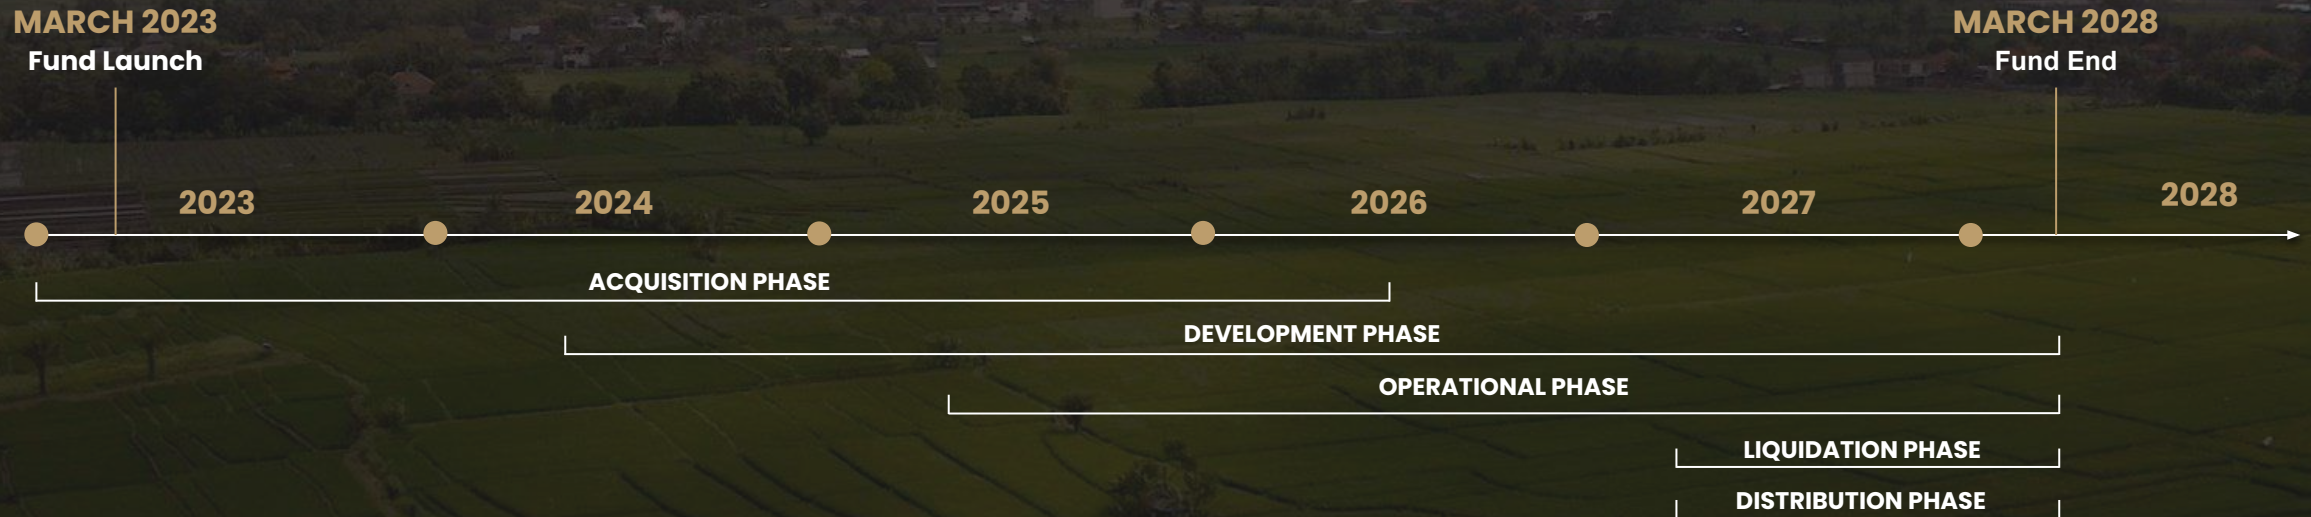 MARCH 2023
Fund Launch
MARCH 2028
Fund End
2023
2024
2025
2026
2027
2028
ACQUISITION PHASE
DEVELOPMENT PHASE
OPERATIONAL PHASE
LIQUIDATION PHASE
DISTRIBUTION PHASE